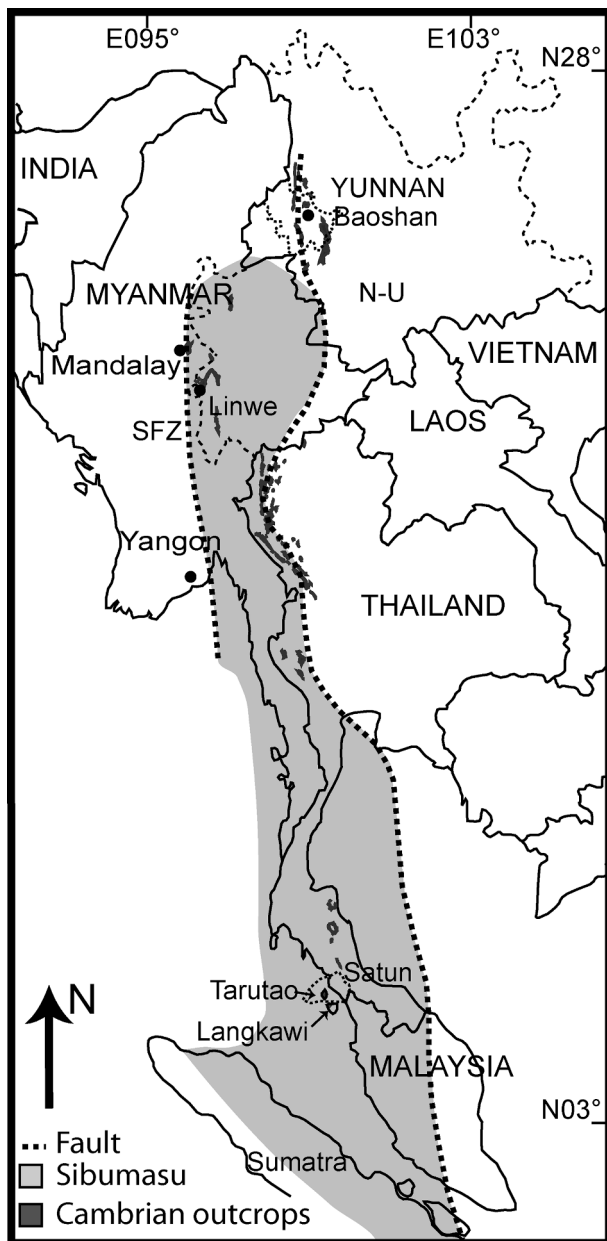 E095°
E103°
N28°
INDIA
YUNNAN
Baoshan
MYANMAR
N-U
Mandalay
VIETNAM
Linwe
LAOS
SFZ
Yangon
THAILAND
Satun
Tarutao
N
Langkawi
MALAYSIA
N03°
Fault
Sumatra
Sibumasu
Cambrian outcrops